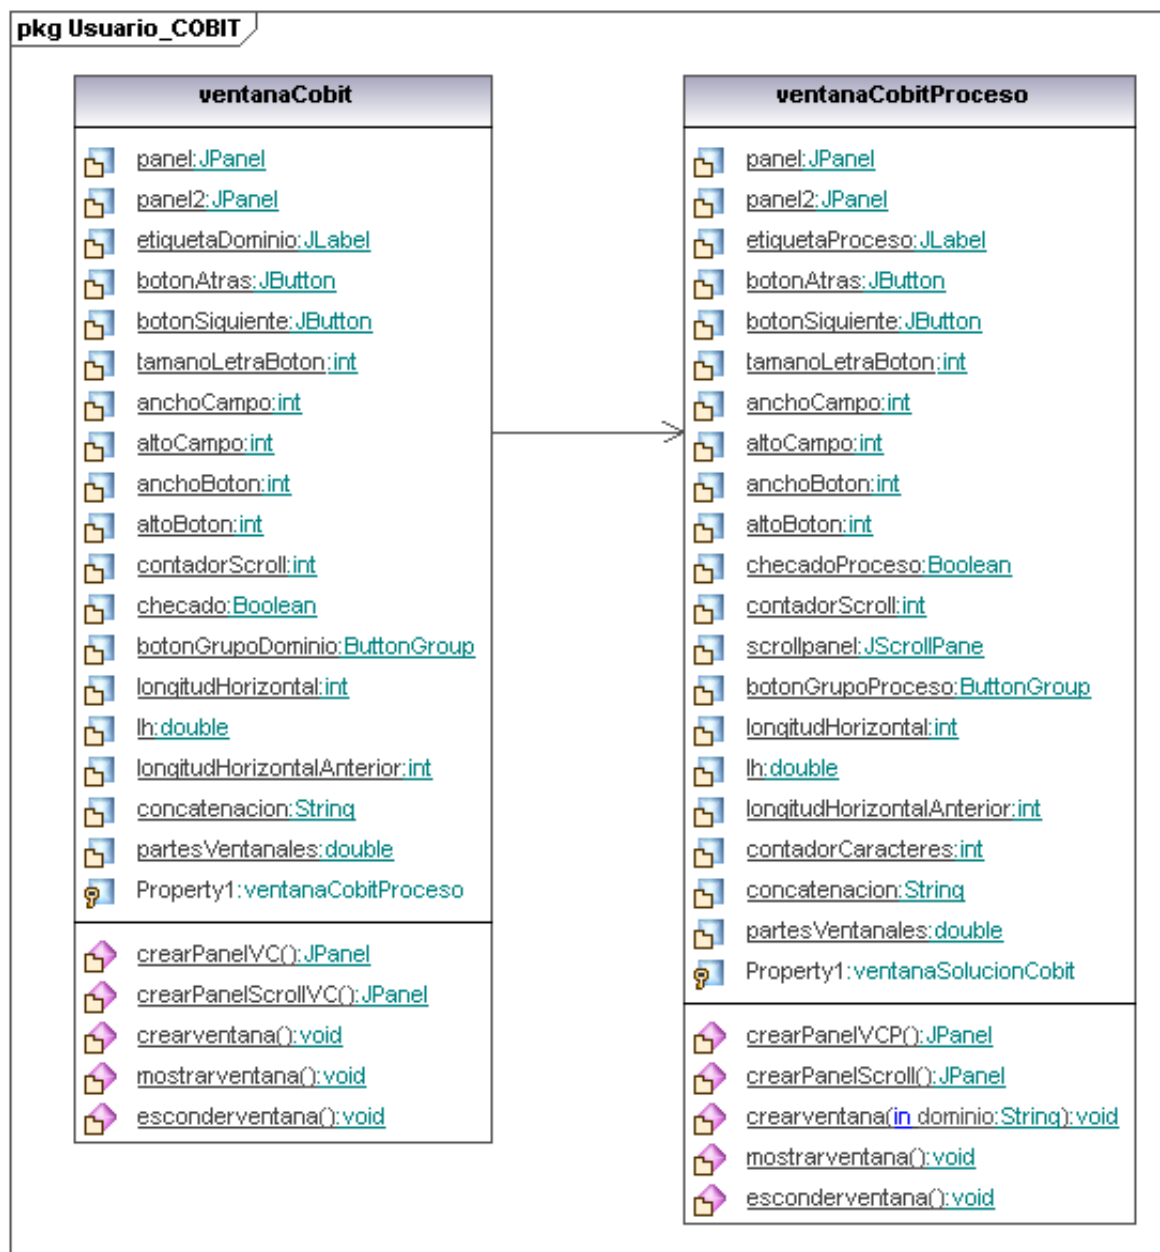 pkg Usuario_COBIT
ventanaCobit
panel:JPanel
panel2:JPanel
etiquetaDominio:JLabel
botonAtras:JButton
botonSiguiente:JButton
tamanoLetraBoton:int
anchoCampo:int
altoCampo:int
anchoBoton:int
altoBoton:int
contadorScroll:int
checado:Boolean
botonGrupoDominio:ButtonGroup
longitudHorizontal:int
lh:double
longitudHorizontalAnterior:int
concatenacion:String
partesVentanales:double
Property1:ventanaCobitProceso
crearPanelVC():JPanel
crearPanelScrollVC():JPanel
crearventana():void
mostrarventana():void
esconderventana():void
ventanaCobitProceso
panel:JPanel
panel2:JPanel
etiquetaProceso:JLabel
botonAtras:JButton
botonSiguiente:JButton
tamanoLetraBoton:int
anchoCampo:int
altoCampo:int
anchoBoton:int
altoBoton:int
checadoProceso:Boolean
contadorScroll:int
scrollpanel:JScrollPane
botonGrupoProceso:ButtonGroup
longitudHorizontal:int
lh:double
longitudHorizontalAnterior:int
contadorCaracteres:int
concatenacion:String
partesVentanales:double
Property1:ventanaSolucionCobit
crearPanelVCP():JPanel
crearPanelScroll():JPanel
crearventana(in dominio:String):void
mostrarventana():void
esconderventana():void